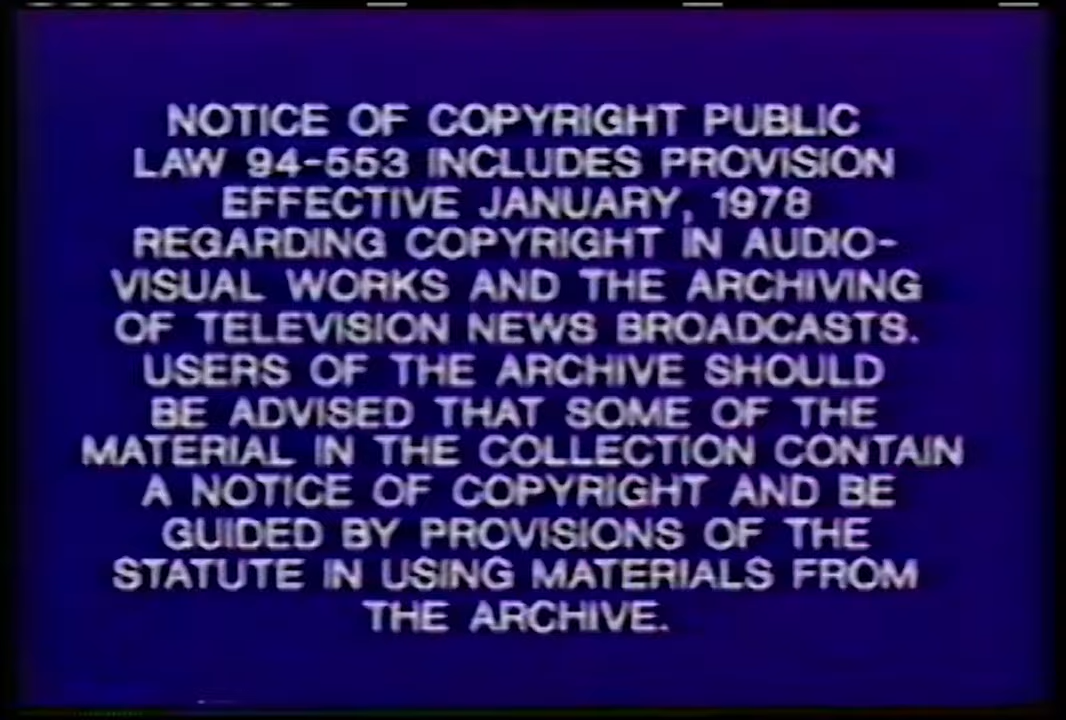 NOTICE OF COPYRIGHT PUBLIC
LAW 94-553 INCLUDES PROVISION
EFFECTIVE JANUARY, 1978
REGARDING COPYRIGHT IN AUDIO-
VISUAL WORKS AND THE ARCHIVING
OF TELEVISION NEWS BROADCASTS.
USERS OF THE ARCHIVE SHOULD
BE ADVISED THAT SOME OF THE
MATERIAL IN THE COLLECTION CONTAIN
A NOTICE OF COPYRIGHT AND BE
GUIDED BY PROVISIONS OF THE
STATUTE IN USING MATERIALS FROM
THE ARCHIVE.